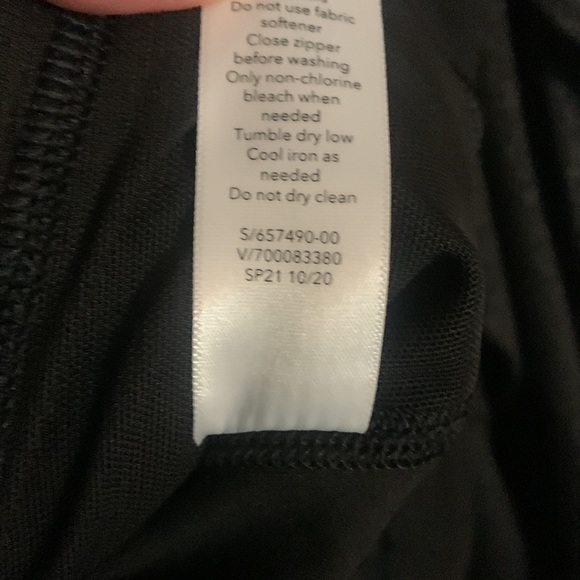 Do not use fabric
softener
Close zipper
before washing
Only non-chlorine
bleach when
needed
Tumble dry low
Cool iron as
needed
Do not dry clean
S/657490-00
V/700083380
SP21 10/20